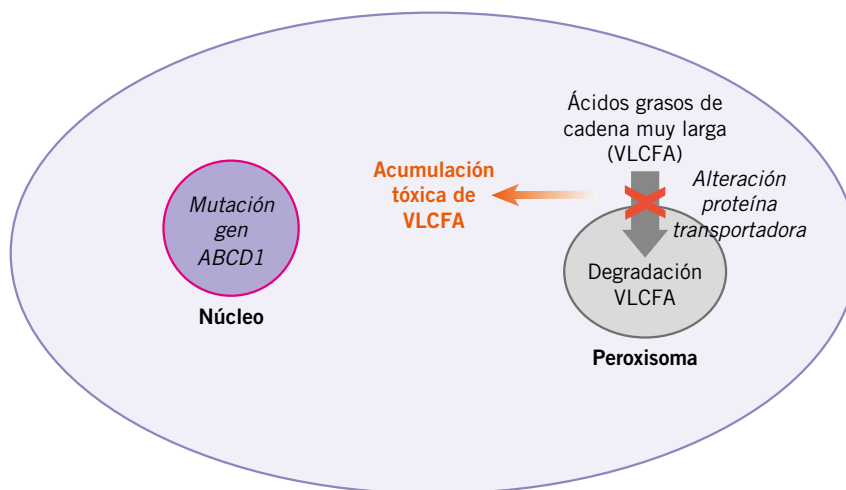 Ácidos grasos de
cadena muy larga
(VLCFA)
Alteración
proteína
transportadora
Acumulación
tóxica de
VLCFA
Mutación
gen
ABCD1
Núcleo
Degradación
VLCFA
Peroxisoma